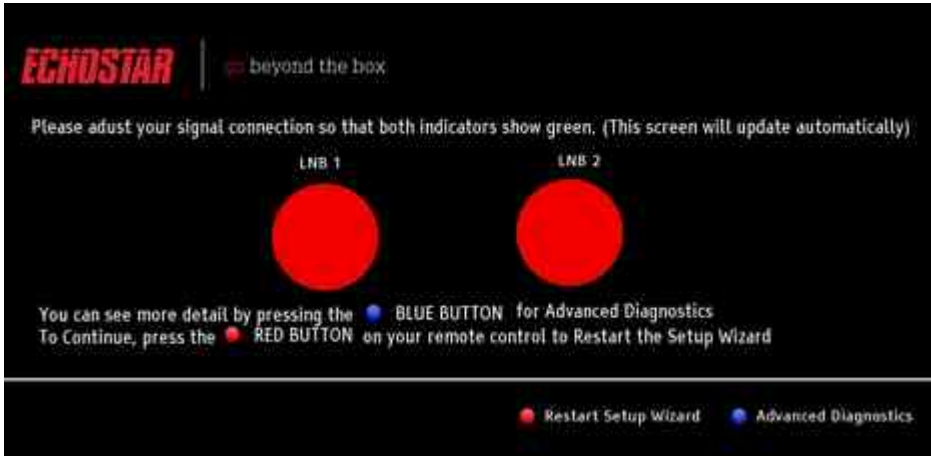 ECHOSTAR
go beyond the box
Please adust your signal connection so that both indicators show green. (This screen will update automatically)
LNB 1
LNB 2
You can see more detail by pressing the BLUE BUTTON for Advanced Diagnostics
To Continue, press the RED BUTTON on your remote control to Restart the Setup Wizard
Restart Setup Wizard
Advanced Diagnostics